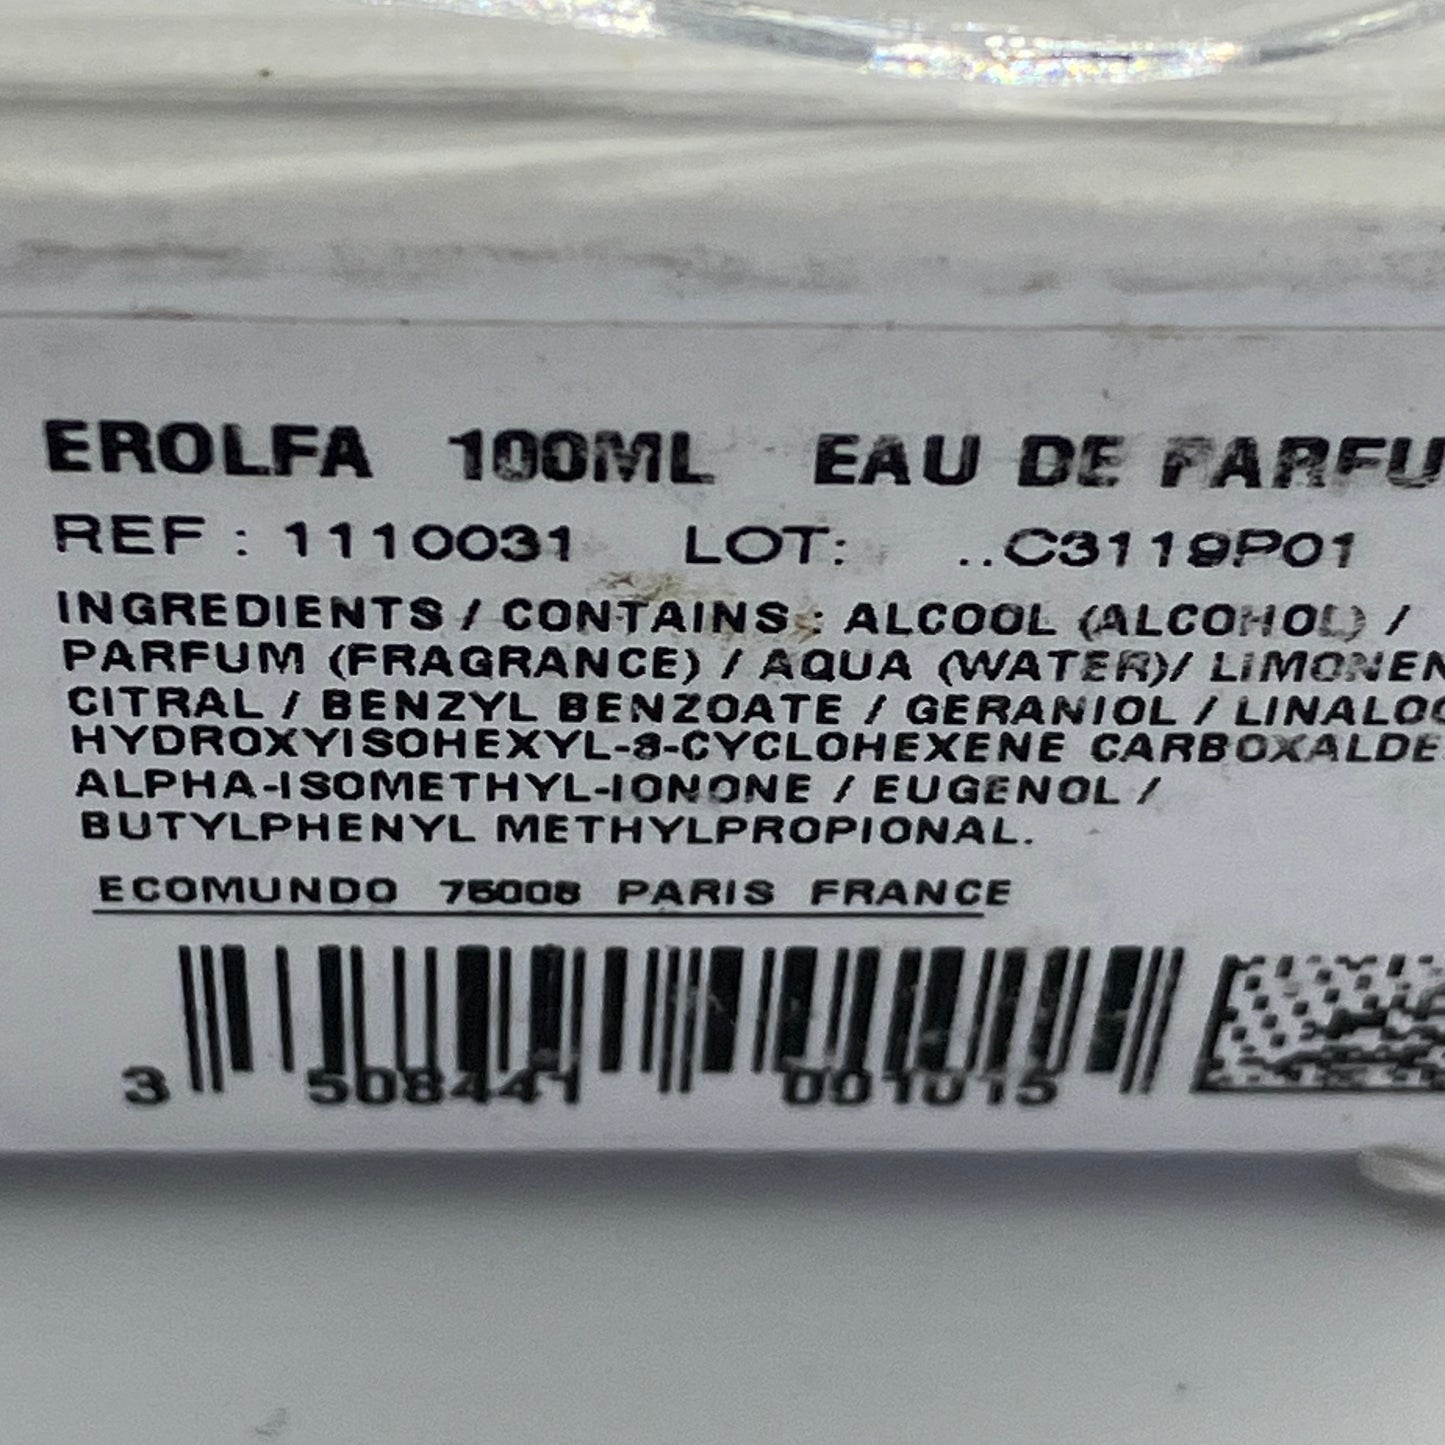 EROLFA 100ML EAU DE PARFU
REF : 1110031 LOT: ..C3119P01
INGREDIENTS / CONTAINS : ALCOOL (ALCOHOL) /
PARFUM (FRAGRANCE) / AQUA (WATER)/ LIMONEN
CITRAL / BENZYL BENZOATE / GERANIOL / LINALOO
HYDROXYISOHEXYL-3-CYCLOHEXENE CARBOXALDE
ALPHA-ISOMETHYL-IONONE / EUGENOL /
BUTYLPHENYL METHYLPROPIONAL.
ECOMUNDO 75008 PARIS FRANCE
3 508441 001015